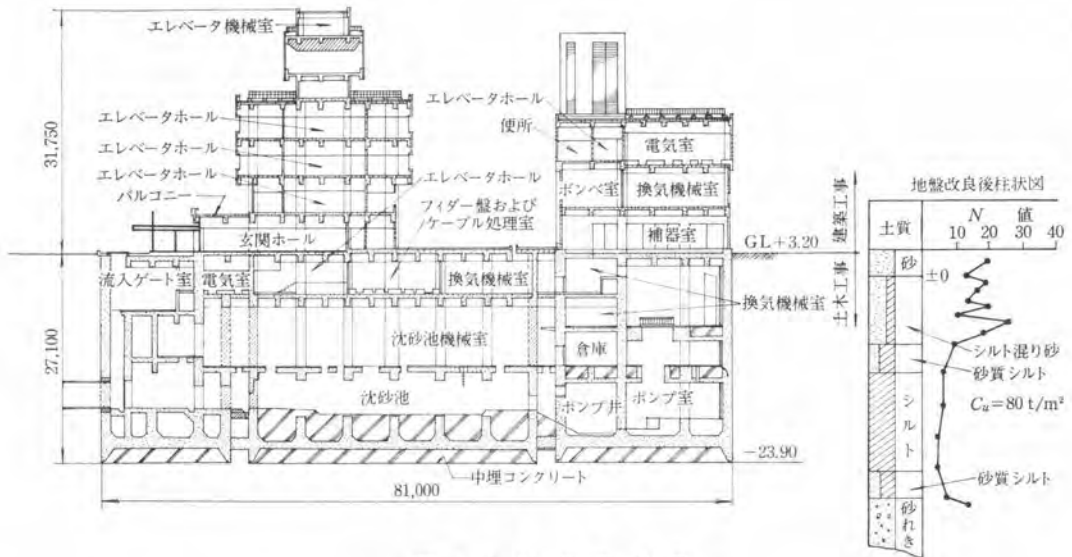 エレベータ機械室
31,750
エレベータホール
エレベータホール
エレベータホール
バルコニー
玄関ホール
エレベータホール
フィダー盤および
ケーブル処理室
エレベータホール
便所
電気室
ボンベ室
換気機械室
補器室
建築工事
土木工事
GL+3.20
流入ゲート室
電気室
換気機械室
換気機械室
沈砂池機械室
倉庫
沈砂池
ポンプ井
ポンプ室
27,100
中埋コンクリート
-23.90
81,000
地盤改良後柱状図
土質
N 値
10 20 30 40
砂
±0
シルト混り砂
砂質シルト
シルト
Cu=80 t/m²
砂質シルト
砂れき